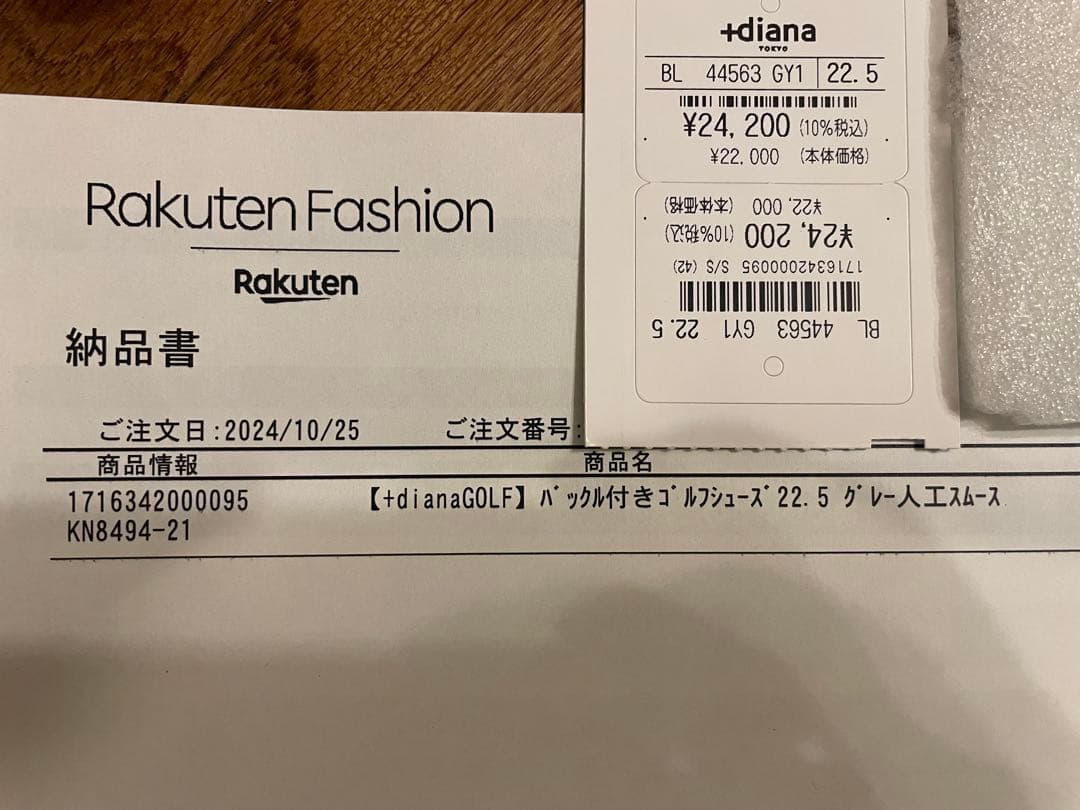 +diana
TOKYO
BL 44563 GY1 22.5
¥24,200 (10%税込)
¥22,000 (本体価格)
¥22,000 (本体価格)
¥24,200 (10%税込)
1716342000095 S/S (42)
BL 44563 GY1 22.5
Rakuten Fashion
Rakuten
納品書
ご注文日:2024/10/25 ご注文番号:
商品情報 商品名
1716342000095 【+dianaGOLF】ﾊﾞｯｸﾙ付きｺﾞﾙﾌｼｭｰｽﾞ22.5 ｸﾞﾚｰ人工ｽﾑｰｽ
KN8494-21